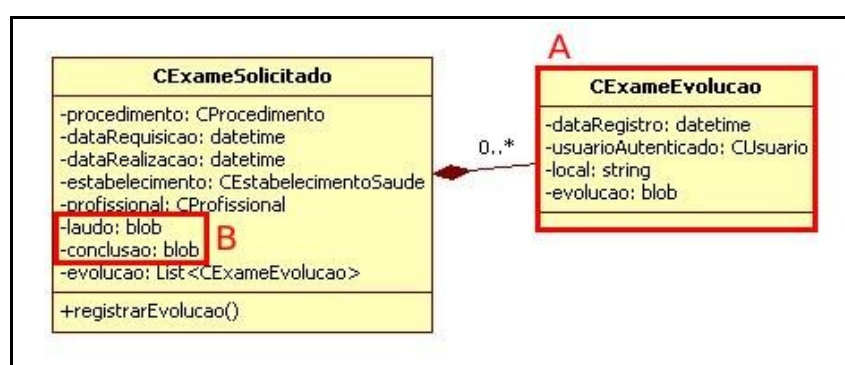 CExameSolicitado
-procedimento: CProcedimento
-dataRequisicao: datetime
-dataRealizacao: datetime
-estabelecimento: CEstabelecimentoSaude
-profissional: CProfissional
-laudo: blob
-conclusao: blob
B
-evolucao: List<CExameEvolucao>
+registrarEvolucao()
0..*
A
CExameEvolucao
-dataRegistro: datetime
-usuarioAutenticado: CUsuario
-local: string
-evolucao: blob